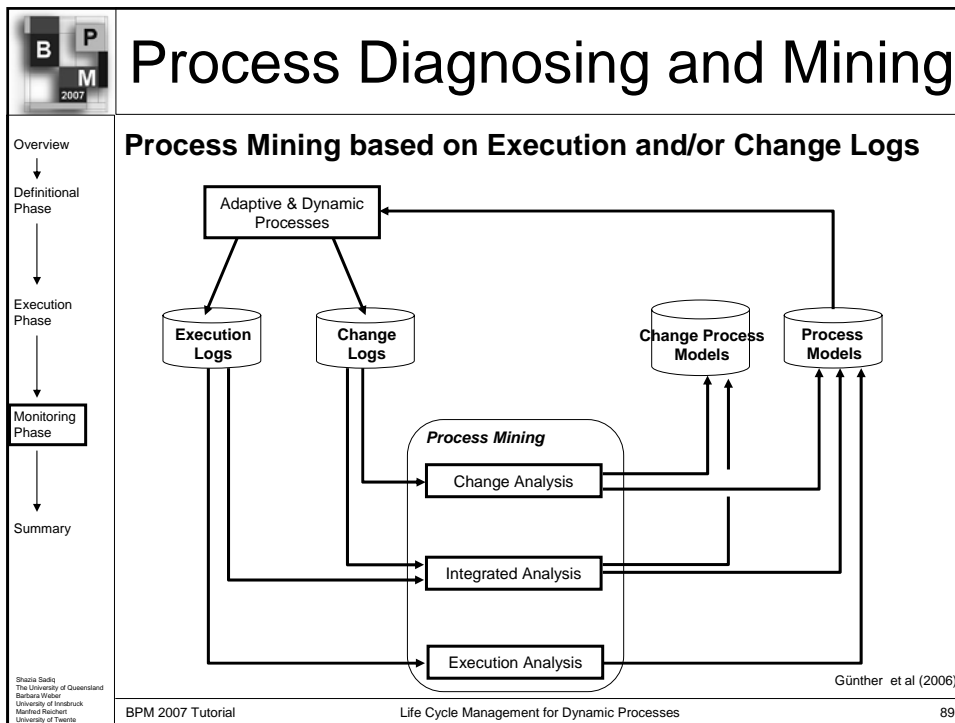 B P
M
2007
Process Diagnosing and Mining
Overview
Definitional
Phase
Execution
Phase
Monitoring
Phase
Summary
Process Mining based on Execution and/or Change Logs
Adaptive & Dynamic
Processes
Execution
Logs
Change
Logs
Change Process
Models
Process
Models
Process Mining
Change Analysis
Integrated Analysis
Execution Analysis
Günther et al (2006)
Shazia Sadiq
The University of Queensland
Barbara Weber
University of Innsbruck
Manfred Reichert
University of Twente
BPM 2007 Tutorial
Life Cycle Management for Dynamic Processes
89